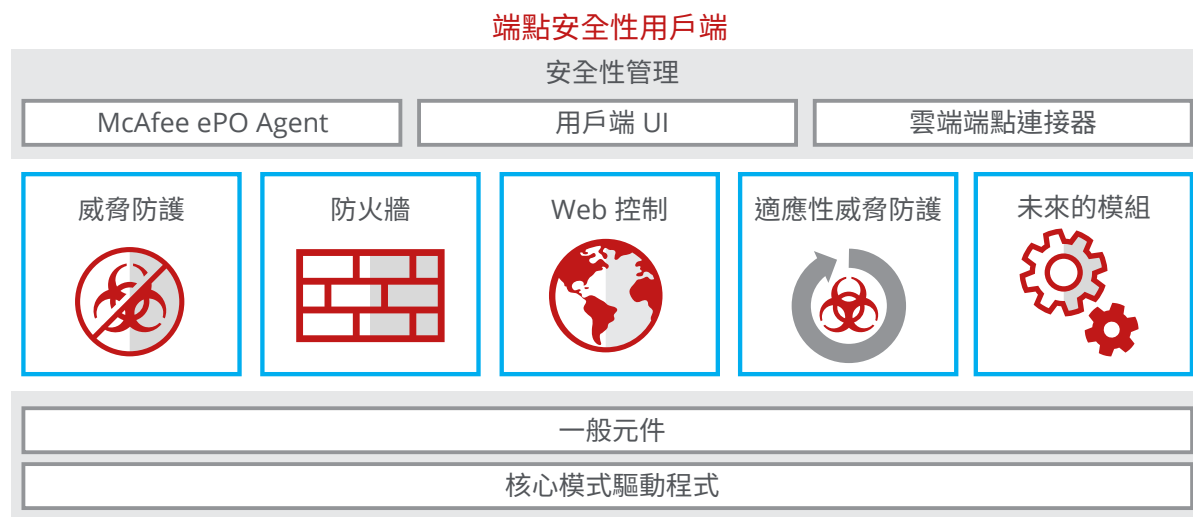 端點安全性用戶端
安全性管理
McAfee ePO Agent
用戶端 UI
雲端端點連接器
威脅防護
防火牆
Web 控制
適應性威脅防護
未來的模組
一般元件
核心模式驅動程式